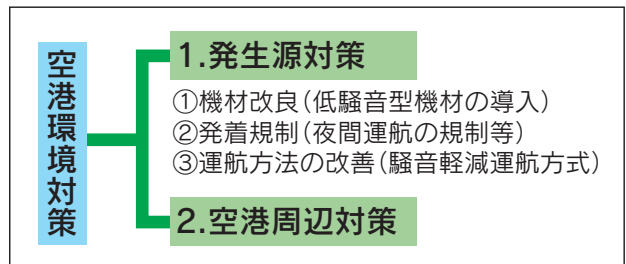 空港環境対策
1.発生源対策
①機材改良(低騒音型機材の導入)
②発着規制(夜間運航の規制等)
③運航方法の改善(騒音軽減運航方式)
2.空港周辺対策